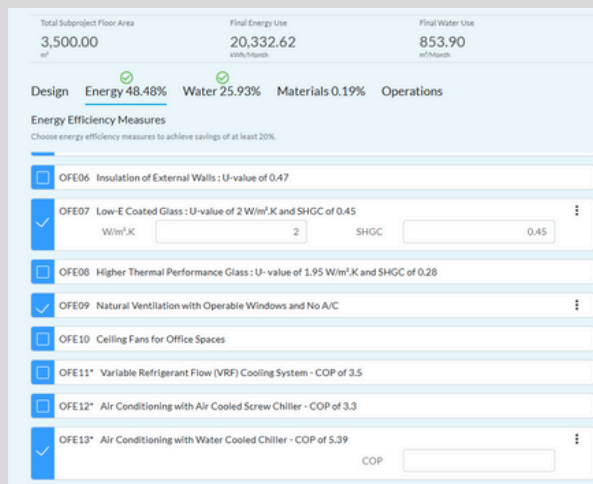 Total Subproject Floor Area Final Energy Use Final Water Use
3,500.00 20,332.62 853.90
m² kWh/Month m³/Month
Design Energy 48.48% Water 25.93% Materials 0.19% Operations
Energy Efficiency Measures
Choose energy efficiency measures to achieve savings of at least 20%.
OFE06 Insulation of External Walls : U-value of 0.47
OFE07 Low-E Coated Glass : U-value of 2 W/m².K and SHGC of 0.45
W/m².K 2 SHGC 0.45
OFE08 Higher Thermal Performance Glass : U- value of 1.95 W/m².K and SHGC of 0.28
OFE09 Natural Ventilation with Operable Windows and No A/C
OFE10 Ceiling Fans for Office Spaces
OFE11* Variable Refrigerant Flow (VRF) Cooling System - COP of 3.5
OFE12* Air Conditioning with Air Cooled Screw Chiller - COP of 3.3
OFE13* Air Conditioning with Water Cooled Chiller - COP of 5.39
COP